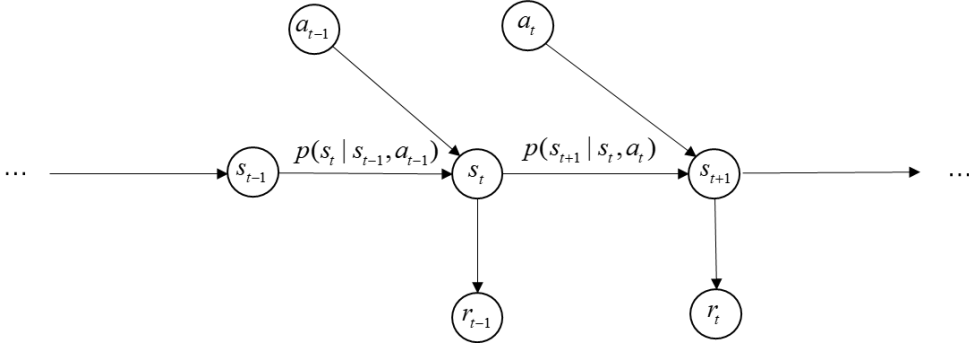 a_{t-1} a_t
p(s_t | s_{t-1}, a_{t-1}) p(s_{t+1} | s_t, a_t)
... s_{t-1} s_t s_{t+1} ...
r_{t-1} r_t